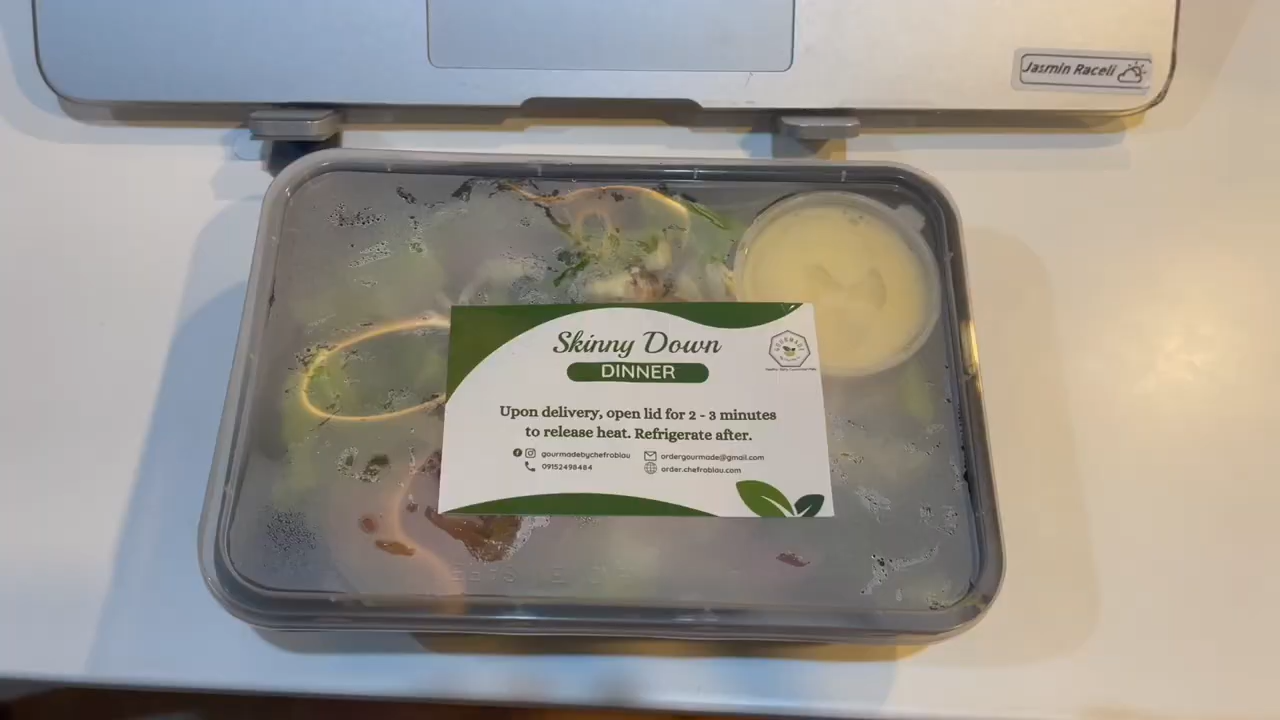 Jasmin Raceli
Skinny Down
DINNER
GOURMADE
Upon delivery, open lid for 2 - 3 minutes
to release heat. Refrigerate after.
gourmadebychefroblau
ordergourmade@gmail.com
09152498484
order.chefroblau.com